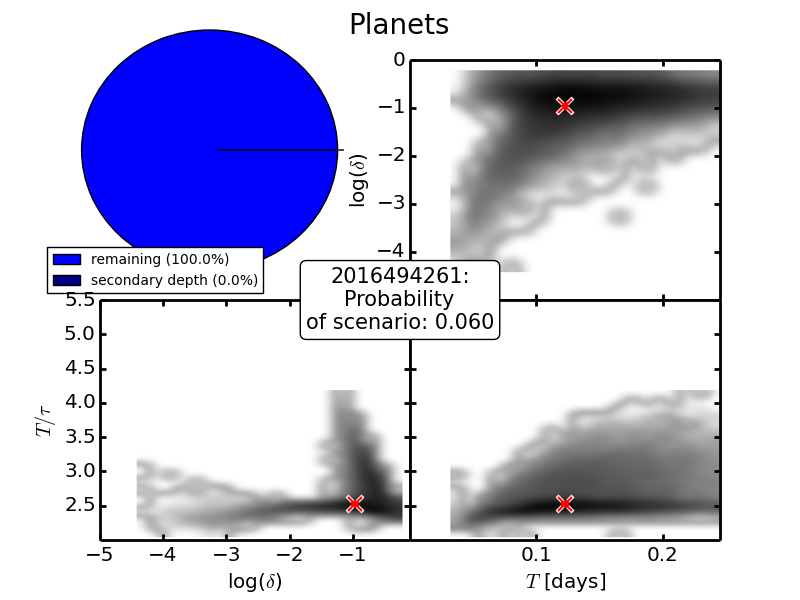 Planets
remaining (100.0%)
secondary depth (0.0%)
0
−1
−2
−3
−4
log(δ)
2016494261:
Probability
of scenario: 0.060
5.5
5.0
4.5
4.0
3.5
3.0
2.5
T/τ
−5 −4 −3 −2 −1
log(δ)
0.1 0.2
T [days]